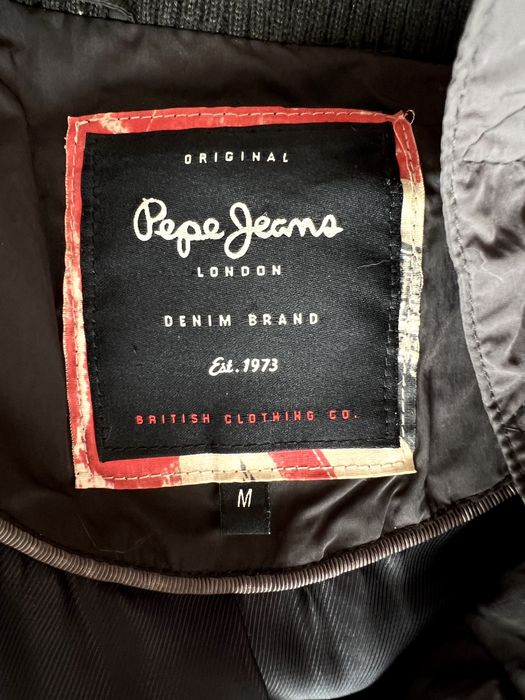 ORIGINAL
Pepe Jeans
LONDON
DENIM BRAND
Est. 1973
BRITISH CLOTHING CO.
M